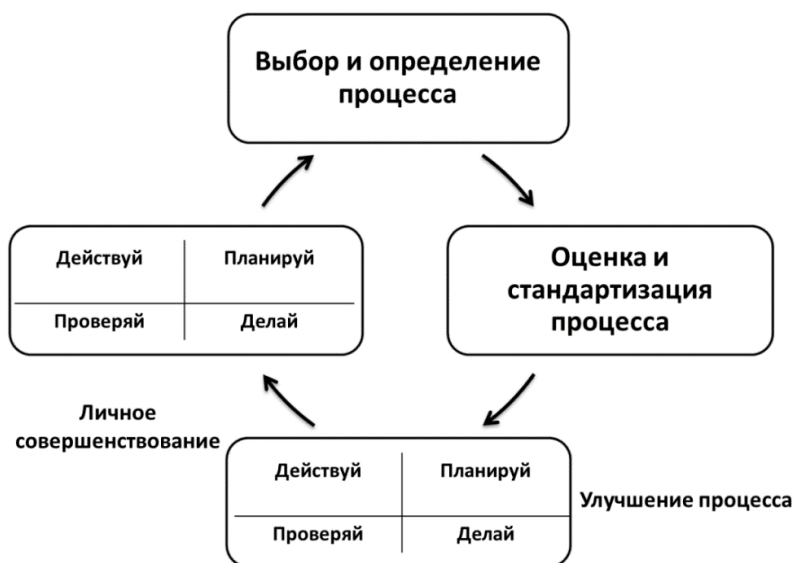 Выбор и определение
процесса
Действуй
Планируй
Проверяй
Делай
Оценка и
стандартизация
процесса
Личное
совершенствование
Действуй
Планируй
Проверяй
Делай
Улучшение процесса